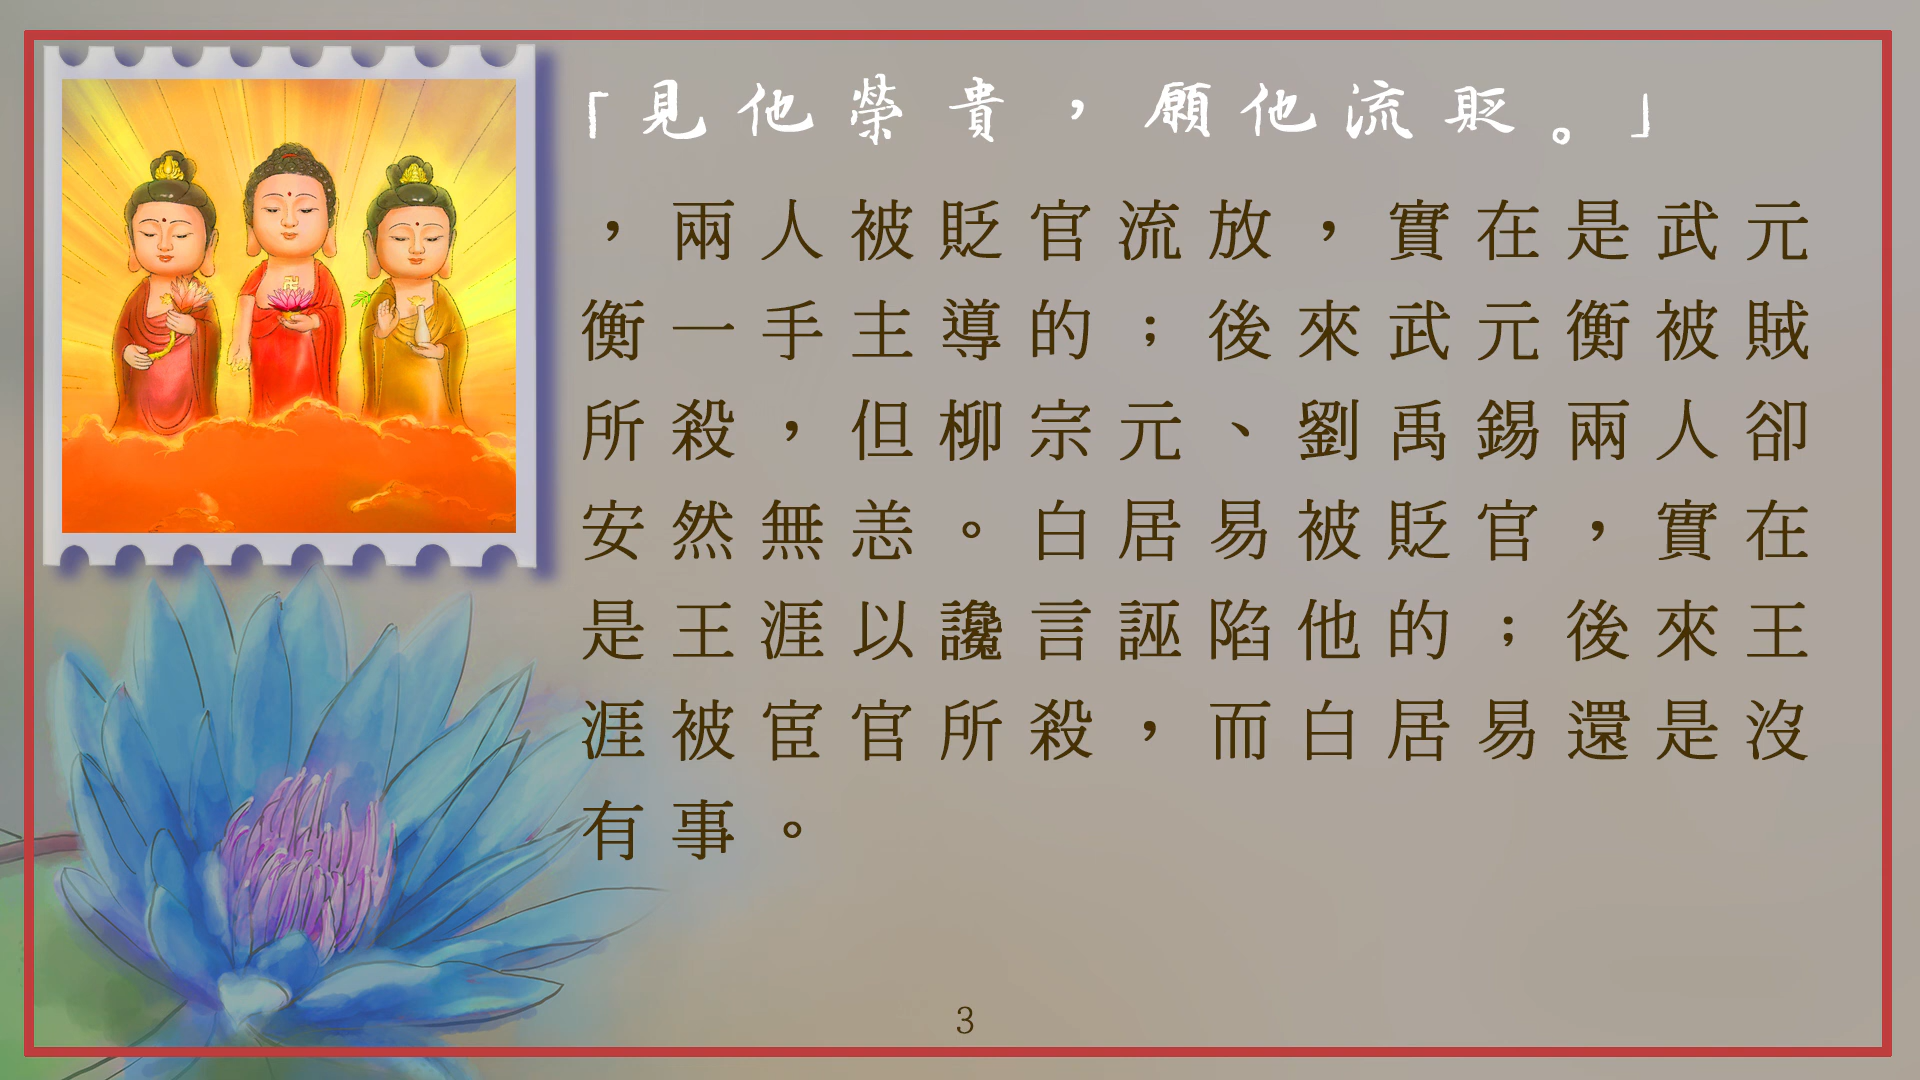 「見他榮貴，願他流貶。」
，兩人被貶官流放，實在是武元
衡一手主導的；後來武元衡被賊
所殺，但柳宗元、劉禹錫兩人卻
安然無恙。白居易被貶官，實在
是王涯以讒言誣陷他的；後來王
涯被宦官所殺，而白居易還是沒
有事。
3